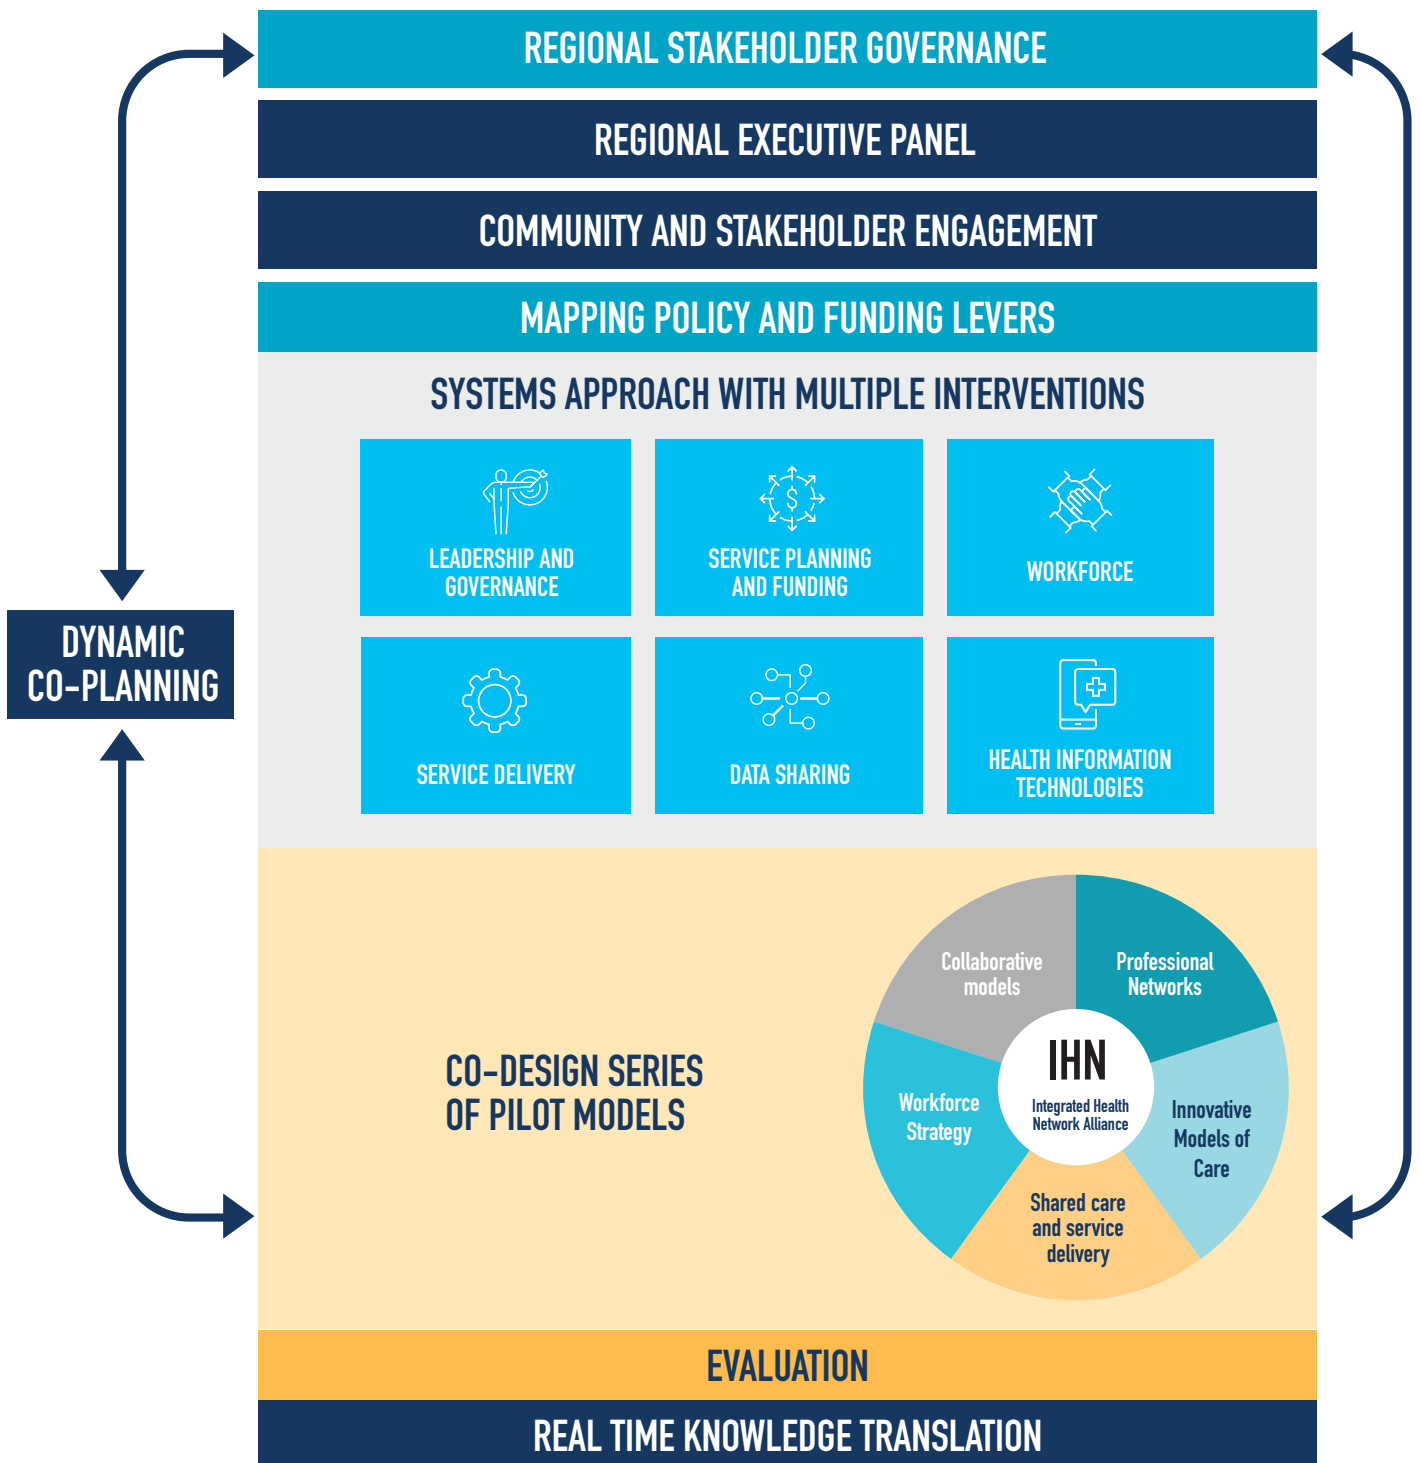 REGIONAL STAKEHOLDER GOVERNANCE
REGIONAL EXECUTIVE PANEL
COMMUNITY AND STAKEHOLDER ENGAGEMENT
MAPPING POLICY AND FUNDING LEVERS
SYSTEMS APPROACH WITH MULTIPLE INTERVENTIONS
LEADERSHIP AND
GOVERNANCE
$
SERVICE PLANNING
AND FUNDING
WORKFORCE
DYNAMIC
CO-PLANNING
SERVICE DELIVERY
DATA SHARING
HEALTH INFORMATION
TECHNOLOGIES
CO-DESIGN SERIES
OF PILOT MODELS
Collaborative
models
Professional
Networks
IHN
Integrated Health
Network Alliance
Workforce
Strategy
Innovative
Models of
Care
Shared care
and service
delivery
EVALUATION
REAL TIME KNOWLEDGE TRANSLATION